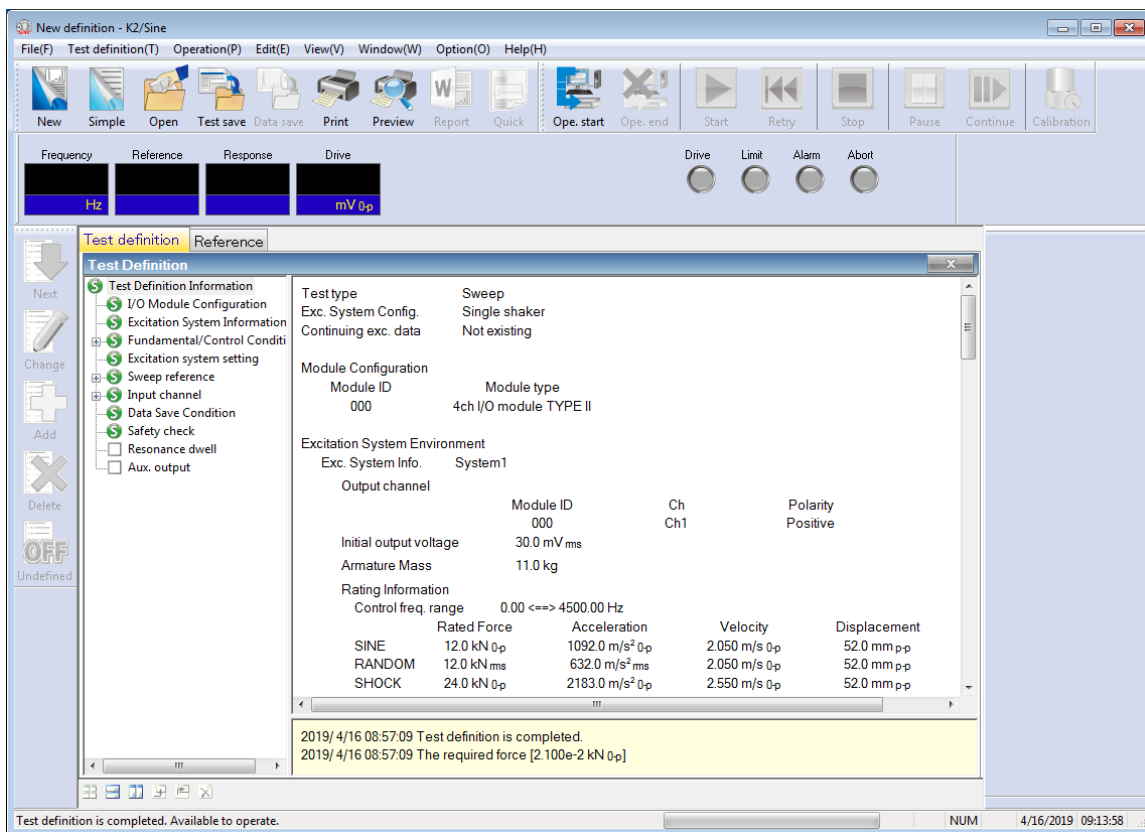 New definition - K2/Sine
File(F) Test definition(T) Operation(P) Edit(E) View(V) Window(W) Option(O) Help(H)
New Simple Open Test save Data save Print Preview Report Quick Ope. start Ope. end Start Retry Stop Pause Continue Calibration
Frequency Reference Response Drive Drive Limit Alarm Abort
Hz mV 0-p
Next
Change
Add
Delete
OFF
Undefined
Test definition Reference
Test Definition
Test Definition Information
I/O Module Configuration
Excitation System Information
Fundamental/Control Conditi
Excitation system setting
Sweep reference
Input channel
Data Save Condition
Safety check
Resonance dwell
Aux. output
Test type Sweep
Exc. System Config. Single shaker
Continuing exc. data Not existing
Module Configuration
Module ID Module type
000 4ch I/O module TYPE II
Excitation System Environment
Exc. System Info. System1
Output channel
Module ID Ch Polarity
000 Ch1 Positive
Initial output voltage 30.0 mV rms
Armature Mass 11.0 kg
Rating Information
Control freq. range 0.00 <==> 4500.00 Hz
Rated Force Acceleration Velocity Displacement
SINE 12.0 kN 0-p 1092.0 m/s² 0-p 2.050 m/s 0-p 52.0 mm p-p
RANDOM 12.0 kN rms 632.0 m/s² rms 2.050 m/s 0-p 52.0 mm p-p
SHOCK 24.0 kN 0-p 2183.0 m/s² 0-p 2.550 m/s 0-p 52.0 mm p-p
2019/ 4/16 08:57:09 Test definition is completed.
2019/ 4/16 08:57:09 The required force [2.100e-2 kN 0-p]
Test definition is completed. Available to operate. NUM 4/16/2019 09:13:58